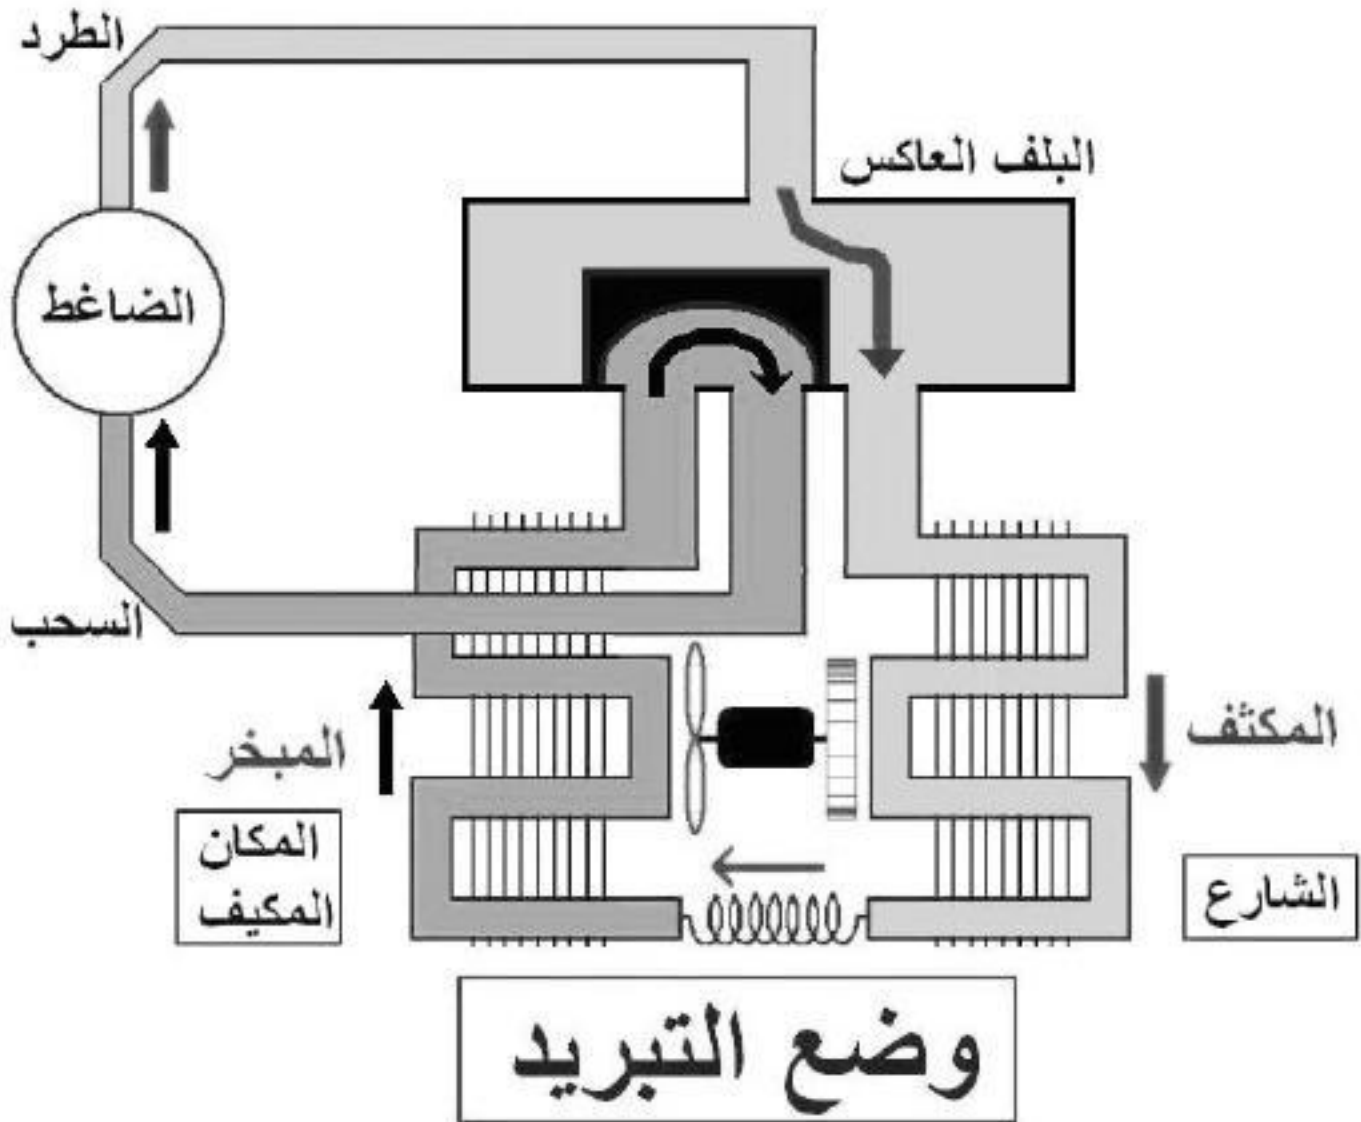 الطرد
البلف العاكس
الضاغط
السحب
المكثف
المبخر
المكان
المكيف
الشارع
وضع التبريد